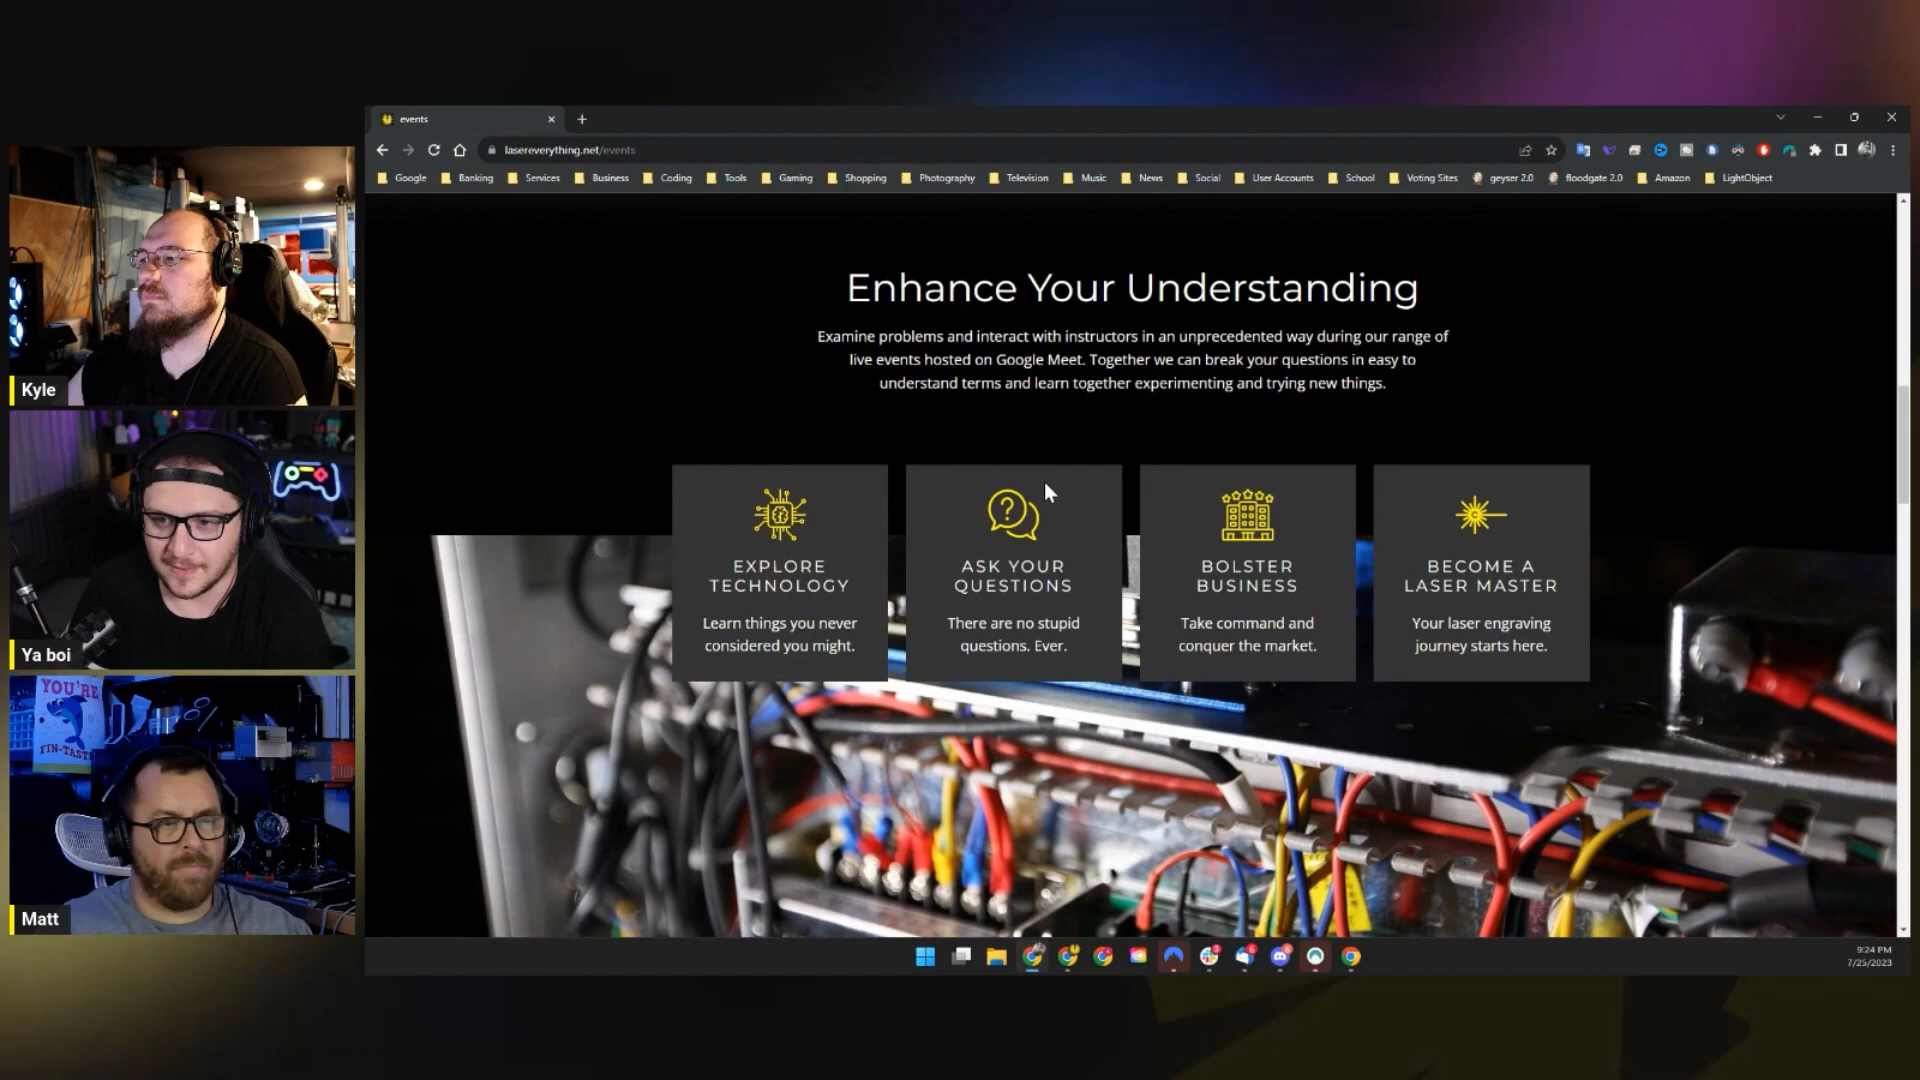 events
lasereverything.net/events
Google Banking Services Business Coding Tools Gaming Shopping Photography Television Music News Social User Accounts School Voting Sites geyser 2.0 floodgate 2.0 Amazon LightObject
Enhance Your Understanding
Examine problems and interact with instructors in an unprecedented way during our range of
live events hosted on Google Meet. Together we can break your questions in easy to
understand terms and learn together experimenting and trying new things.
EXPLORE
TECHNOLOGY
Learn things you never
considered you might.
ASK YOUR
QUESTIONS
There are no stupid
questions. Ever.
BOLSTER
BUSINESS
Take command and
conquer the market.
BECOME A
LASER MASTER
Your laser engraving
journey starts here.
Kyle
Ya boi
YOU'RE
Matt
9:24 PM
7/25/2023